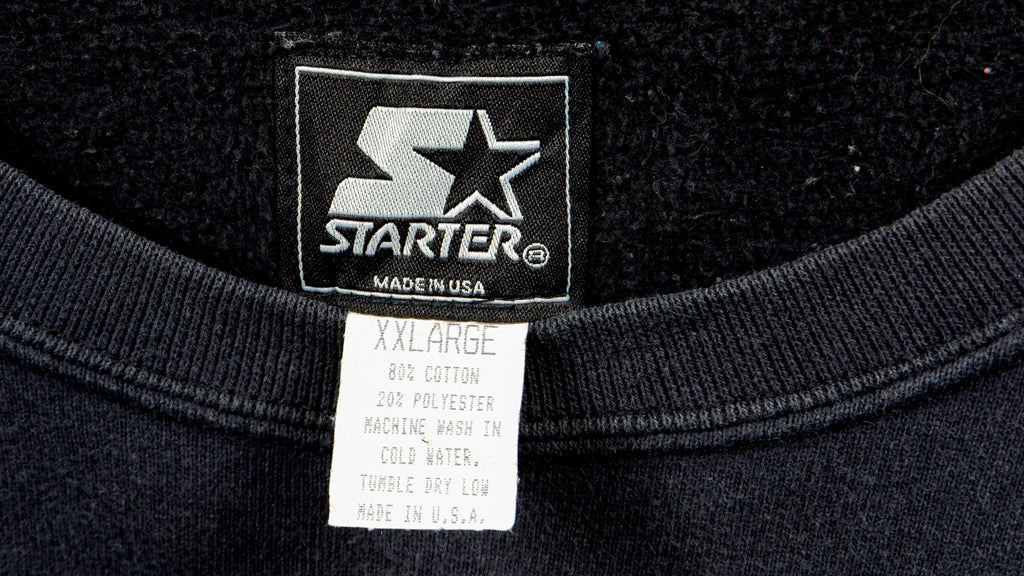 STARTER®
MADE IN USA
XXLARGE
80% COTTON
20% POLYESTER
MACHINE WASH IN
COLD WATER.
TUMBLE DRY LOW
MADE IN U.S.A.